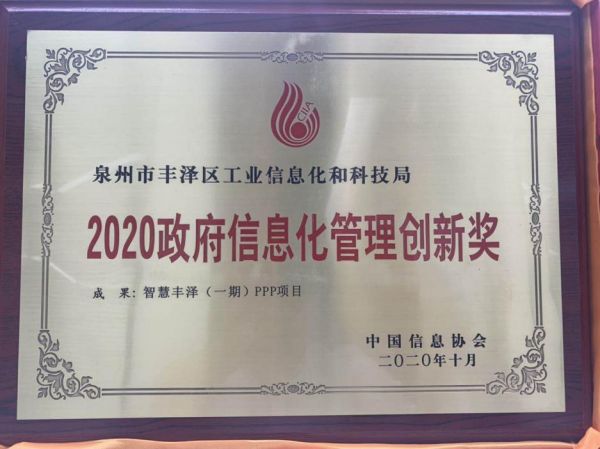 CIIA
泉州市丰泽区工业信息化和科技局
2020政府信息化管理创新奖
成 果: 智慧丰泽（一期）PPP项目
中国信息协会
二〇二〇年十月